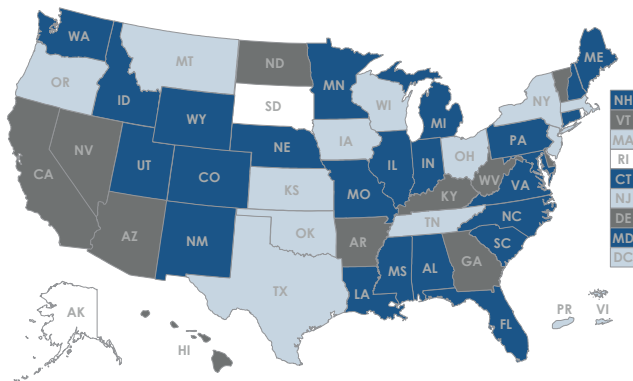 WA
ME
MT
ND
MN
OR
NY
WI
ID
SD
MI
NH
WY
VT
IA
PA
MA
NE
OH
NV
IL
IN
RI
UT
WV
CO
VA
CT
CA
KS
MO
KY
NJ
NC
TN
DE
OK
AZ
NM
AR
SC
MD
MS
AL
GA
DC
TX
LA
AK
PR
VI
FL
HI